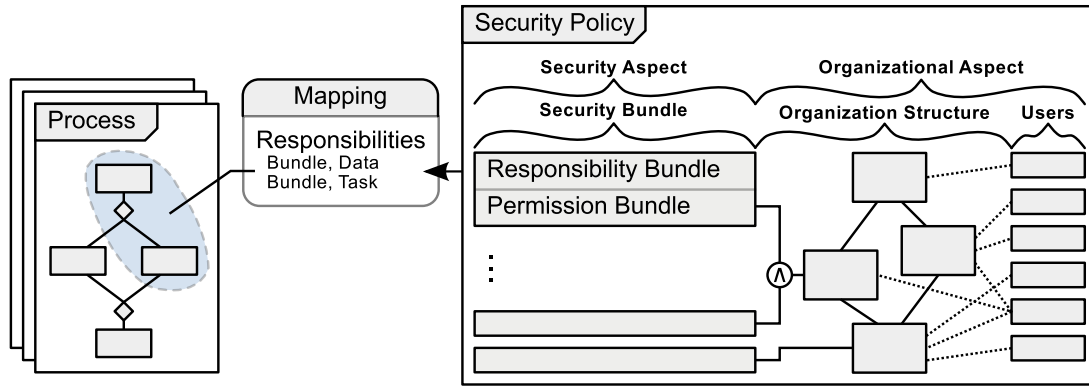 Process
Mapping
Responsibilities
Bundle, Data
Bundle, Task
Security Policy
Security Aspect
Organizational Aspect
Security Bundle
Organization Structure
Users
Responsibility Bundle
Permission Bundle
∧